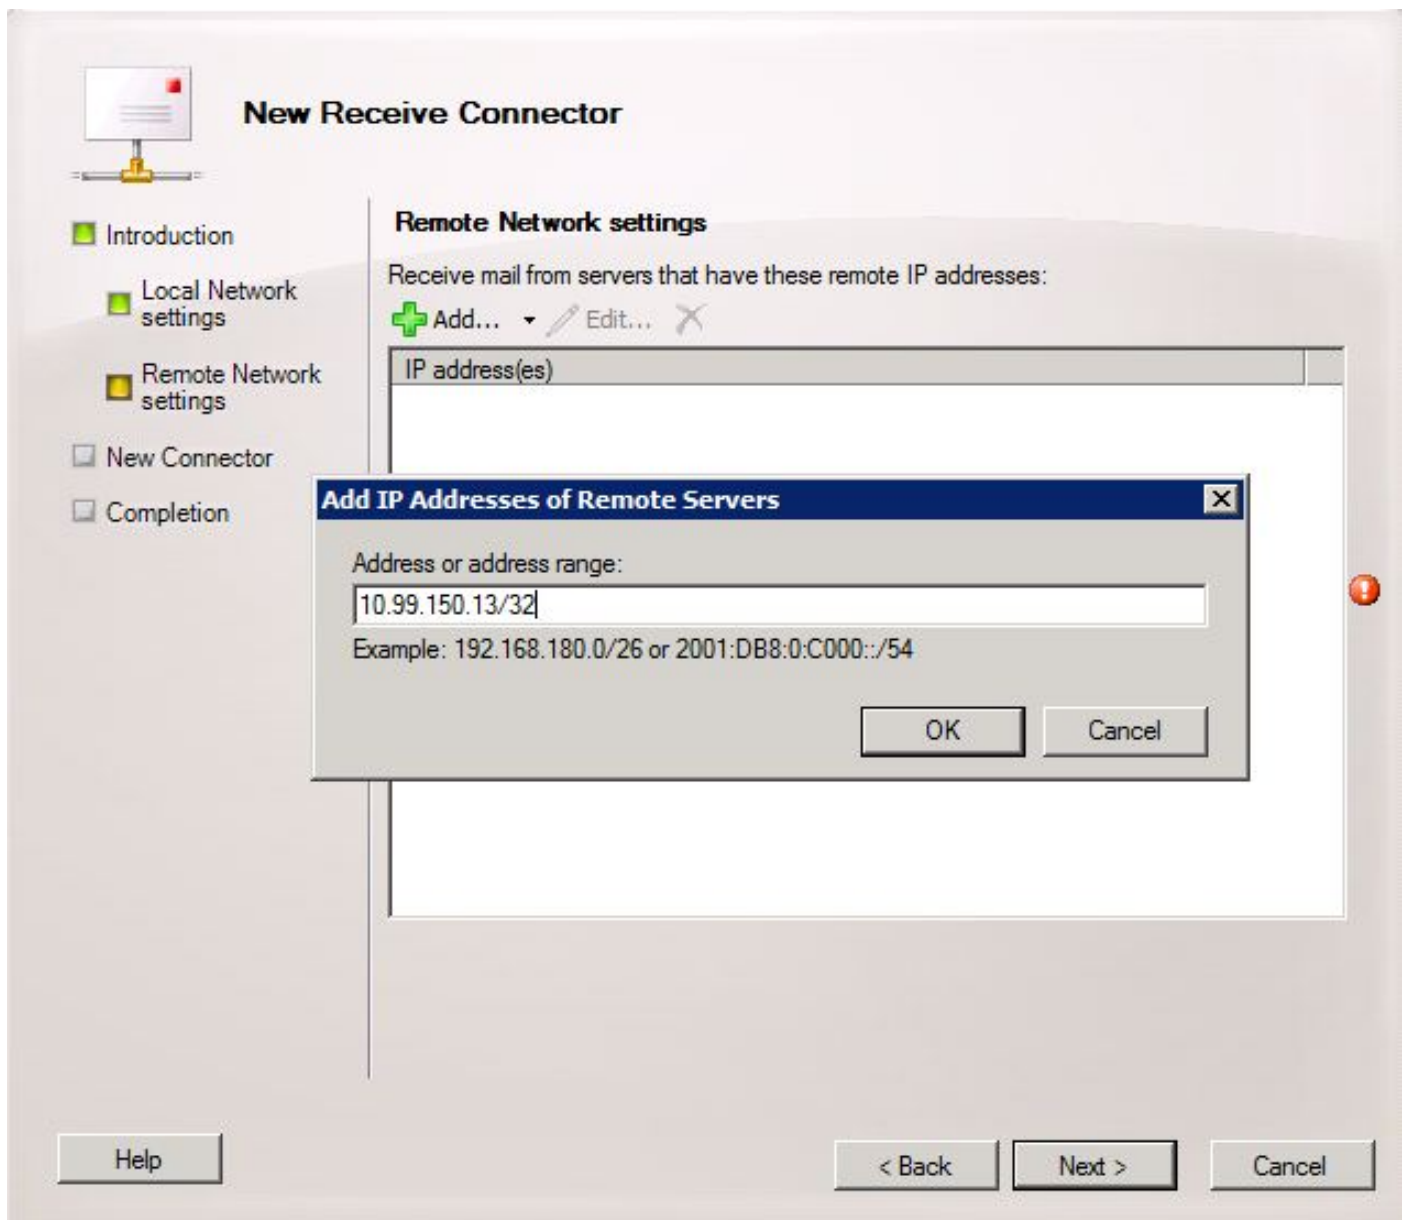 New Receive Connector
Introduction
Local Network
settings
Remote Network
settings
New Connector
Completion
Remote Network settings
Receive mail from servers that have these remote IP addresses:
Add... Edit...
IP address(es)
Add IP Addresses of Remote Servers
Address or address range:
10.99.150.13/32
Example: 192.168.180.0/26 or 2001:DB8:0:C000::/54
OK Cancel
Help < Back Next > Cancel